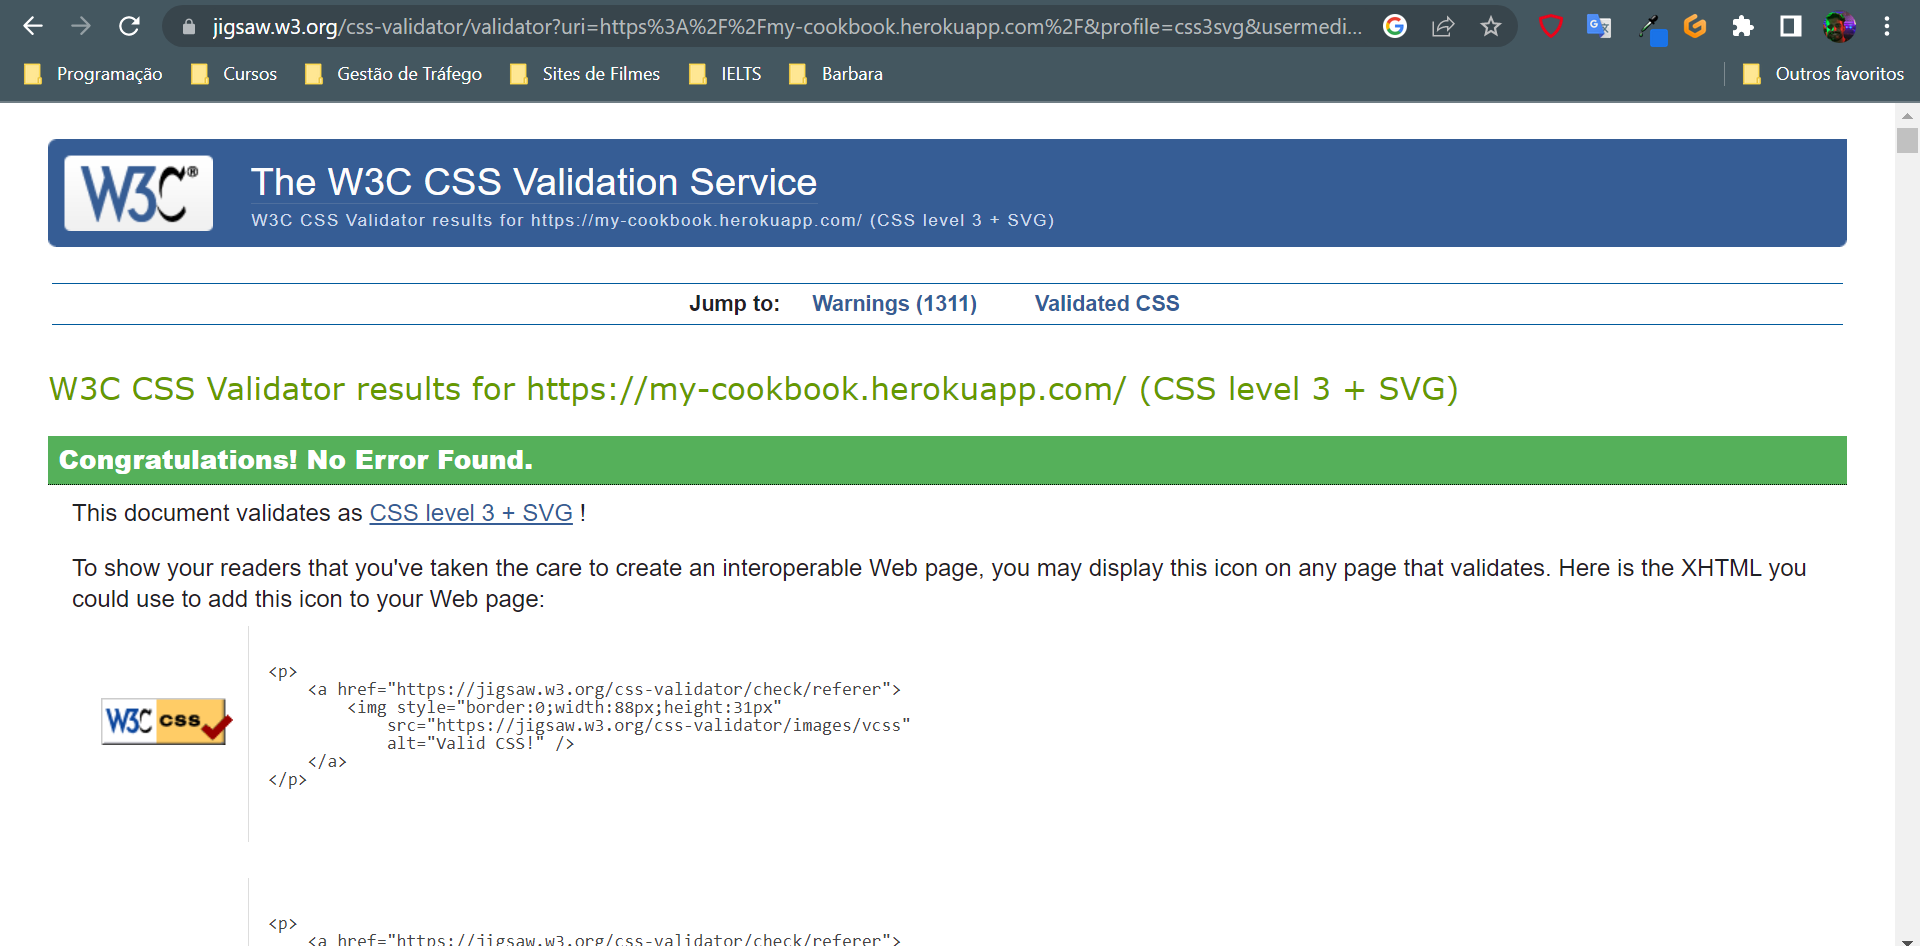 jigsaw.w3.org/css-validator/validator?uri=https%3A%2F%2Fmy-cookbook.herokuapp.com%2F&profile=css3svg&usermedi...
Programação Cursos Gestão de Tráfego Sites de Filmes IELTS Barbara Outros favoritos
W3C® The W3C CSS Validation Service
W3C CSS Validator results for https://my-cookbook.herokuapp.com/ (CSS level 3 + SVG)
Jump to: Warnings (1311) Validated CSS
W3C CSS Validator results for https://my-cookbook.herokuapp.com/ (CSS level 3 + SVG)
Congratulations! No Error Found.
This document validates as CSS level 3 + SVG !
To show your readers that you've taken the care to create an interoperable Web page, you may display this icon on any page that validates. Here is the XHTML you
could use to add this icon to your Web page:
W3C css
<p>
<a href="https://jigsaw.w3.org/css-validator/check/referer">
<img style="border:0;width:88px;height:31px"
src="https://jigsaw.w3.org/css-validator/images/vcss"
alt="Valid CSS!" />
</a>
</p>
<p>
<a href="https://jigsaw.w3.org/css-validator/check/referer">